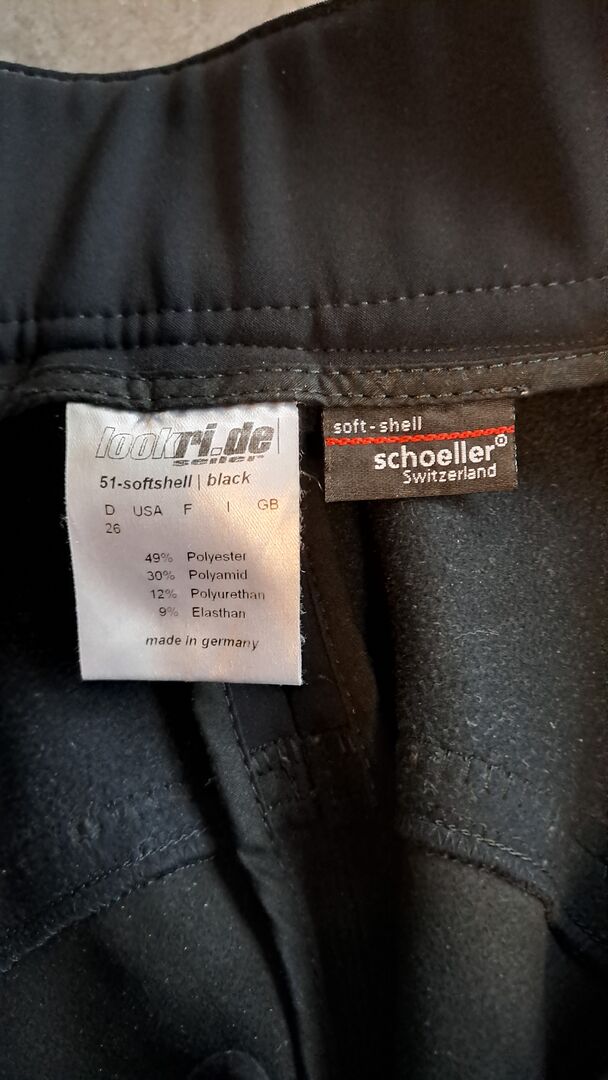 lookri.de
51-softshell | black
D USA F I GB
26
49% Polyester
30% Polyamid
12% Polyurethan
9% Elasthan
made in germany
soft-shell
schoeller®
Switzerland